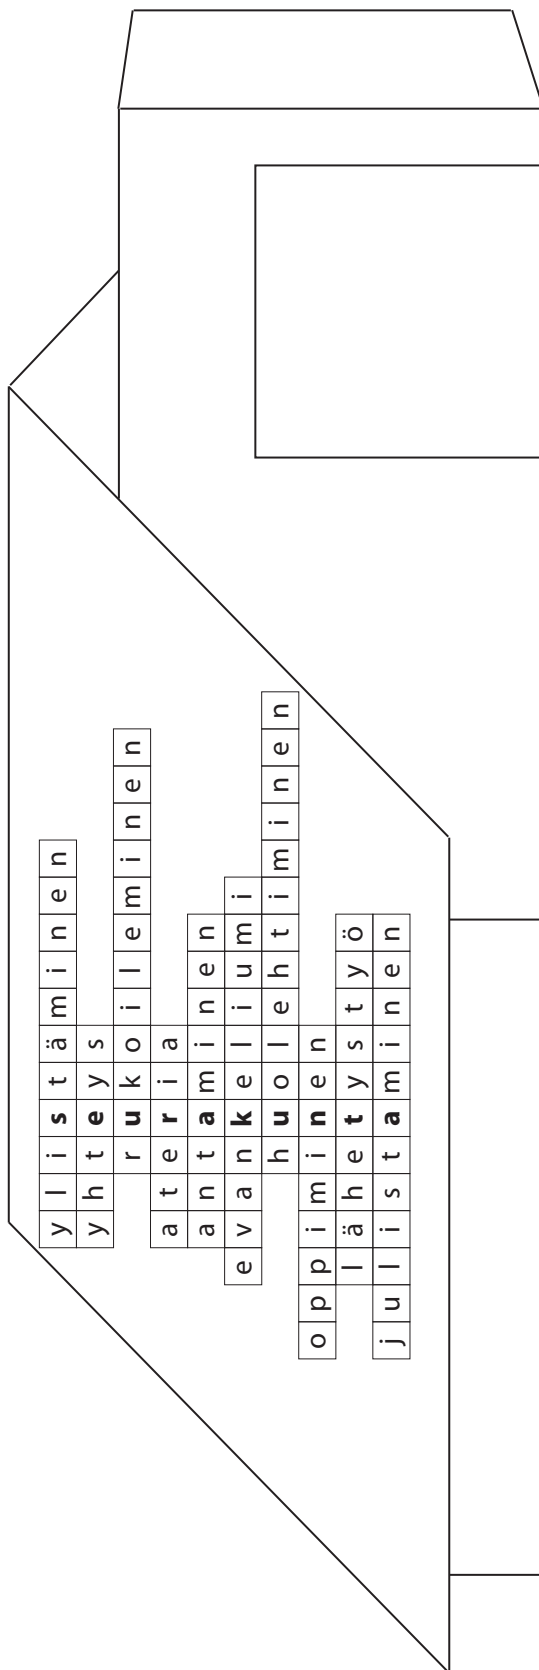 ylistäminen
yhteys
rukoileminen
ateria
antaminen
evankeliumi
huolehtiminen
oppiminen
lähetystyö
julistaminen